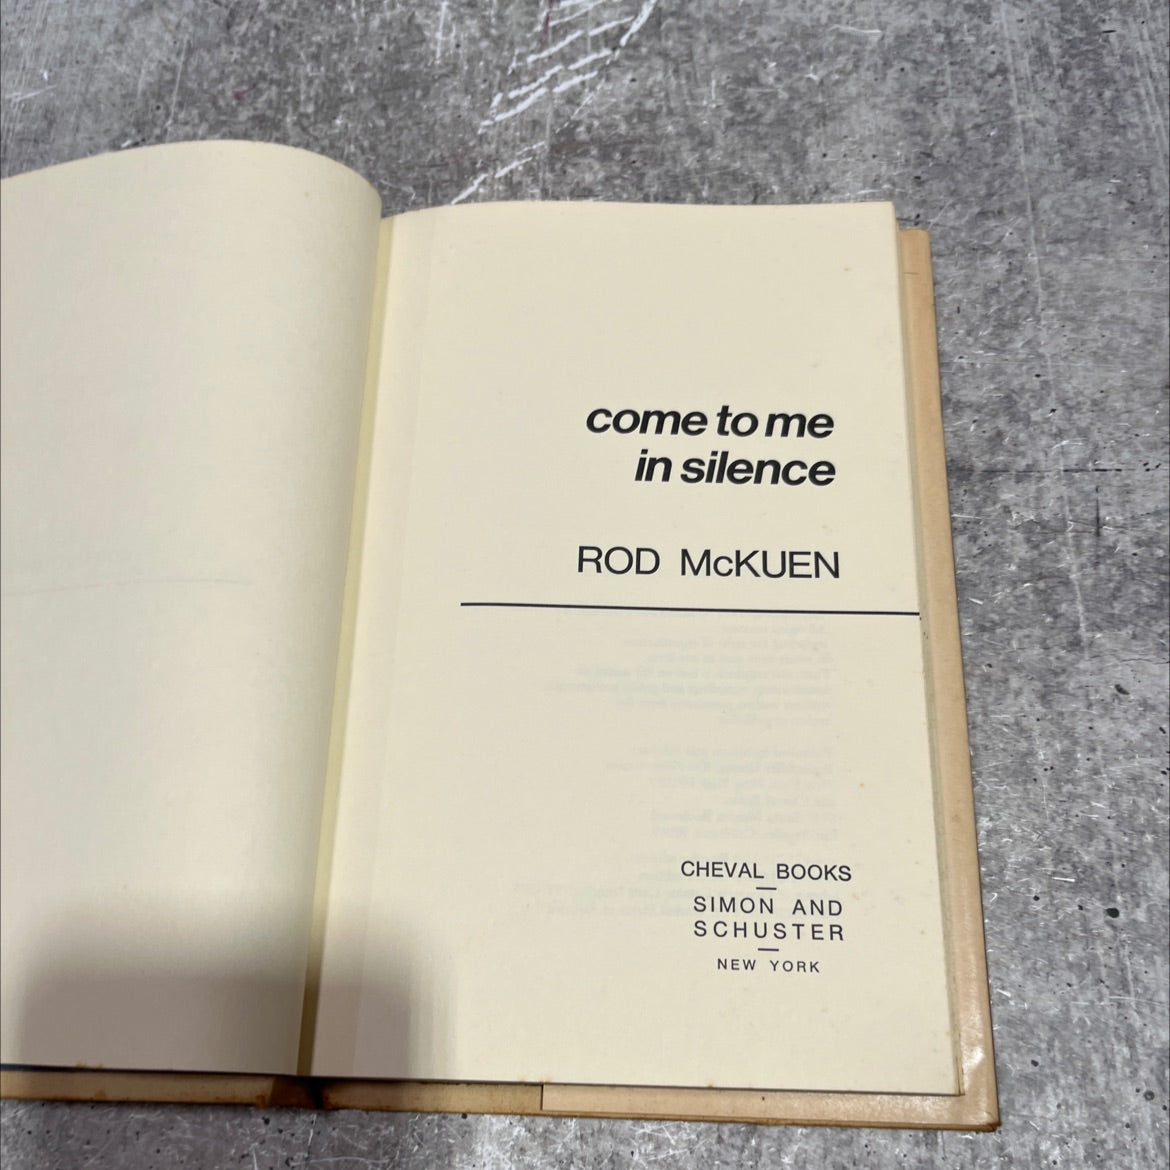 come to me
in silence
ROD McKUEN
CHEVAL BOOKS
SIMON AND
SCHUSTER
NEW YORK